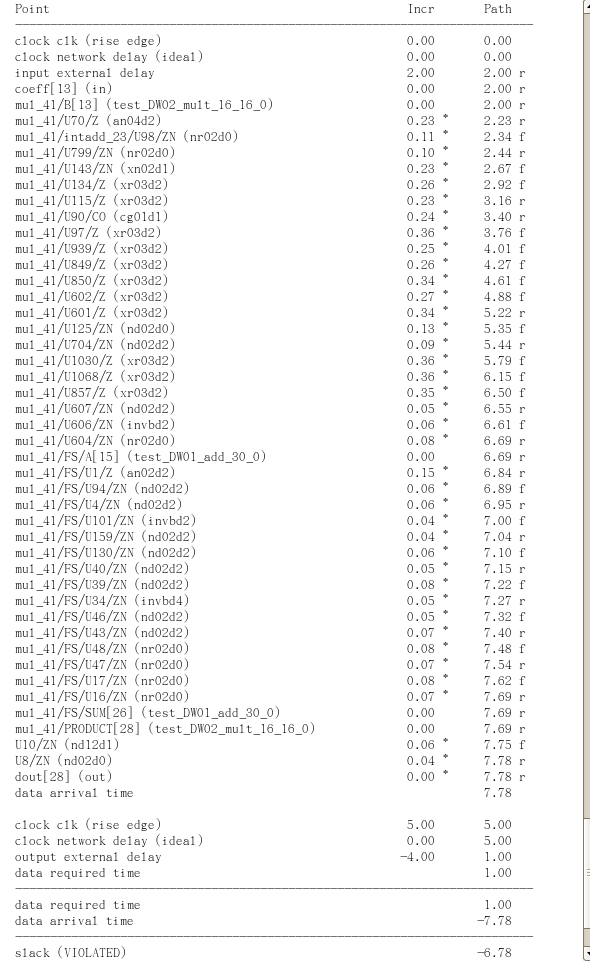 Point Incr Path
clock clk (rise edge) 0.00 0.00
clock network delay (ideal) 0.00 0.00
input external delay 2.00 2.00 r
coeff[13] (in) 0.00 2.00 r
mul_41/B[13] (test_DW02_mult_16_16_0) 0.00 2.00 r
mul_41/U70/Z (an04d2) 0.23 * 2.23 r
mul_41/intadd_23/U98/ZN (nr02d0) 0.11 * 2.34 f
mul_41/U799/ZN (nr02d0) 0.10 * 2.44 r
mul_41/U143/ZN (xn02d1) 0.23 * 2.67 f
mul_41/U134/Z (xr03d2) 0.26 * 2.92 f
mul_41/U115/Z (xr03d2) 0.23 * 3.16 r
mul_41/U90/CO (cg01d1) 0.24 * 3.40 r
mul_41/U97/Z (xr03d2) 0.36 * 3.76 f
mul_41/U939/Z (xr03d2) 0.25 * 4.01 f
mul_41/U849/Z (xr03d2) 0.26 * 4.27 f
mul_41/U850/Z (xr03d2) 0.34 * 4.61 f
mul_41/U602/Z (xr03d2) 0.27 * 4.88 f
mul_41/U601/Z (xr03d2) 0.34 * 5.22 r
mul_41/U125/ZN (nd02d0) 0.13 * 5.35 f
mul_41/U704/ZN (nd02d2) 0.09 * 5.44 r
mul_41/U1030/Z (xr03d2) 0.36 * 5.79 f
mul_41/U1068/Z (xr03d2) 0.36 * 6.15 f
mul_41/U857/Z (xr03d2) 0.35 * 6.50 f
mul_41/U607/ZN (nd02d2) 0.05 * 6.55 r
mul_41/U606/ZN (invbd2) 0.06 * 6.61 f
mul_41/U604/ZN (nr02d0) 0.08 * 6.69 r
mul_41/FS/A[15] (test_DW01_add_30_0) 0.00 6.69 r
mul_41/FS/U1/Z (an02d2) 0.15 * 6.84 r
mul_41/FS/U94/ZN (nd02d2) 0.06 * 6.89 f
mul_41/FS/U4/ZN (nd02d2) 0.06 * 6.95 r
mul_41/FS/U101/ZN (invbd2) 0.04 * 7.00 f
mul_41/FS/U159/ZN (nd02d2) 0.04 * 7.04 r
mul_41/FS/U130/ZN (nd02d2) 0.06 * 7.10 f
mul_41/FS/U40/ZN (nd02d2) 0.05 * 7.15 r
mul_41/FS/U39/ZN (nd02d2) 0.08 * 7.22 f
mul_41/FS/U34/ZN (invbd4) 0.05 * 7.27 r
mul_41/FS/U46/ZN (nd02d2) 0.05 * 7.32 f
mul_41/FS/U43/ZN (nd02d2) 0.07 * 7.40 r
mul_41/FS/U48/ZN (nr02d0) 0.08 * 7.48 f
mul_41/FS/U47/ZN (nr02d0) 0.07 * 7.54 r
mul_41/FS/U17/ZN (nr02d0) 0.08 * 7.62 f
mul_41/FS/U16/ZN (nr02d0) 0.07 * 7.69 r
mul_41/FS/SUM[26] (test_DW01_add_30_0) 0.00 7.69 r
mul_41/PRODUCT[28] (test_DW02_mult_16_16_0) 0.00 7.69 r
U10/ZN (nd12d1) 0.06 * 7.75 f
U8/ZN (nd02d0) 0.04 * 7.78 r
dout[28] (out) 0.00 * 7.78 r
data arrival time 7.78
clock clk (rise edge) 5.00 5.00
clock network delay (ideal) 0.00 5.00
output external delay -4.00 1.00
data required time 1.00
data required time 1.00
data arrival time -7.78
slack (VIOLATED) -6.78